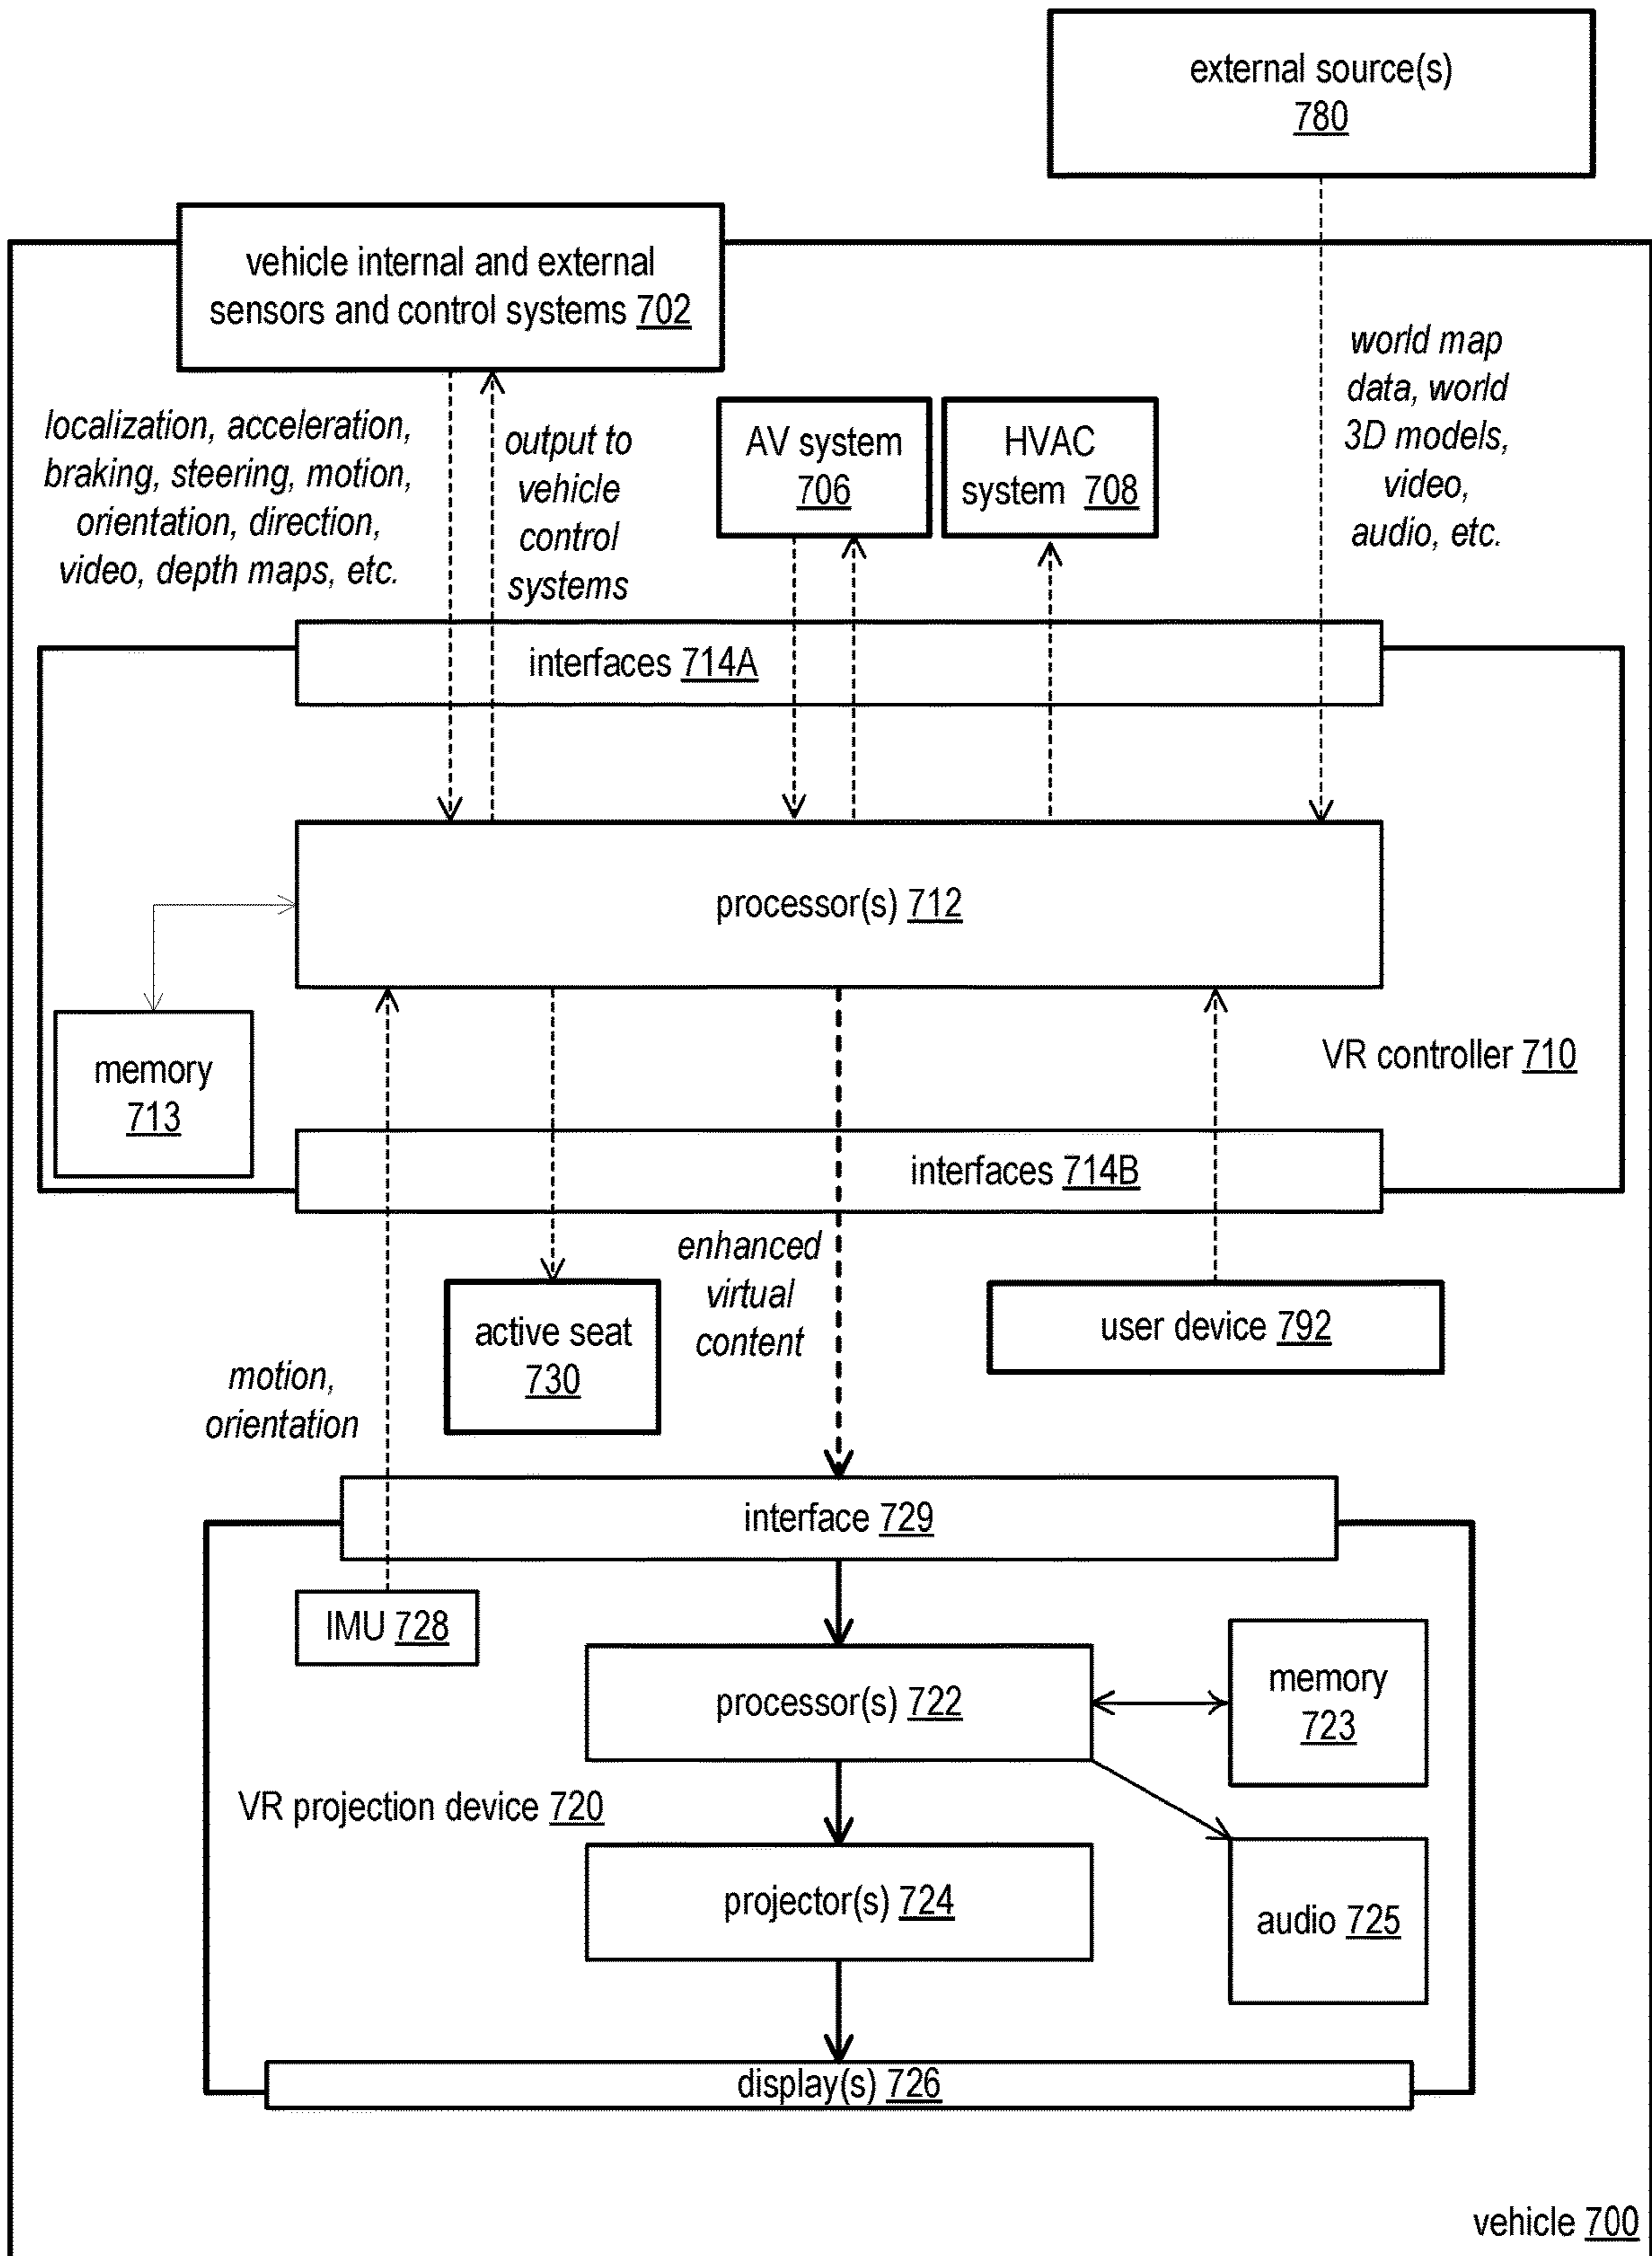 external source(s)
780
vehicle internal and external
sensors and control systems 702
world map
data, world
3D models,
video,
audio, etc.
localization, acceleration,
braking, steering, motion,
orientation, direction,
video, depth maps, etc.
output to
vehicle
control
systems
AV system
706
HVAC
system 708
interfaces 714A
processor(s) 712
memory
713
VR controller 710
interfaces 714B
enhanced
virtual
content
active seat
730
user device 792
motion,
orientation
interface 729
IMU 728
processor(s) 722
memory
723
VR projection device 720
projector(s) 724
audio 725
display(s) 726
vehicle 700